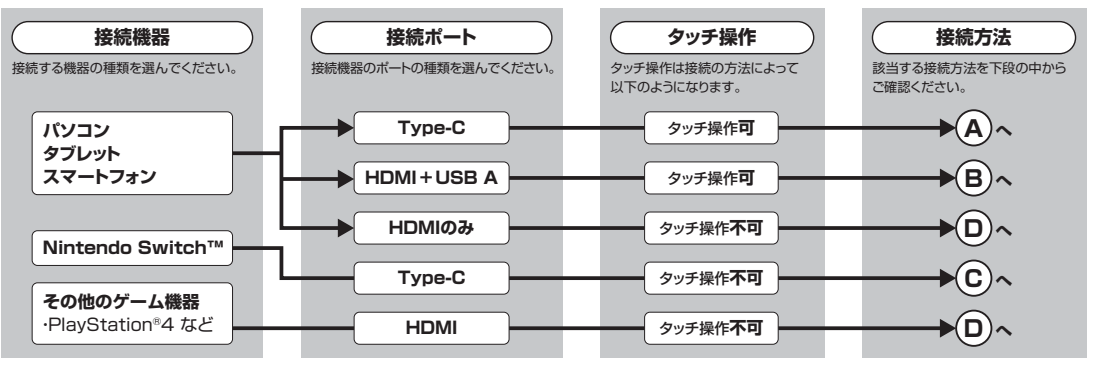 接続機器
接続する機器の種類を選んでください。
パソコン
タブレット
スマートフォン
Nintendo Switch™
その他のゲーム機器
・PlayStation®4 など
接続ポート
接続機器のポートの種類を選んでください。
Type-C
HDMI＋USB A
HDMIのみ
Type-C
HDMI
タッチ操作
タッチ操作は接続の方法によって
以下のようになります。
タッチ操作可
タッチ操作可
タッチ操作不可
タッチ操作不可
タッチ操作不可
接続方法
該当する接続方法を下段の中から
ご確認ください。
Aへ
Bへ
Dへ
Cへ
Dへ